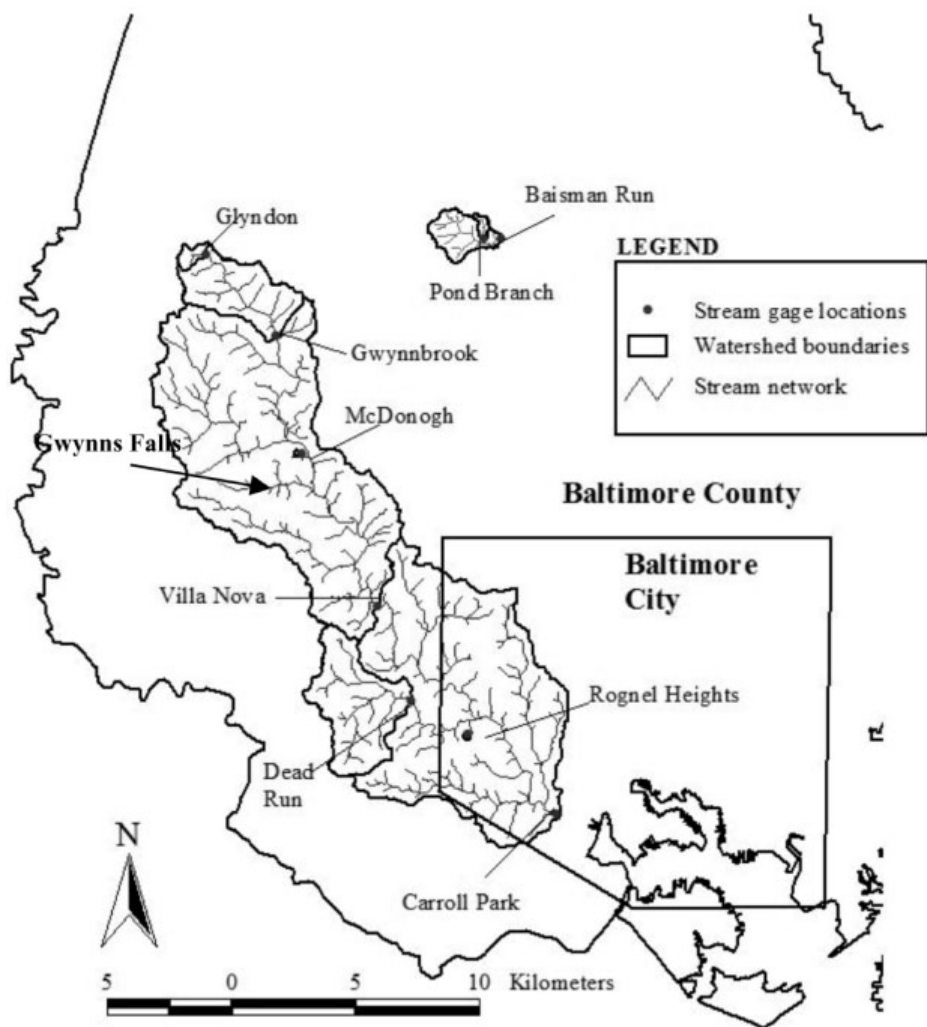 Glyndon
Baisman Run
LEGEND
Pond Branch
Stream gage locations
Watershed boundaries
Stream network
Gwynnbrook
McDonogh
Gwynns Falls
Baltimore County
Baltimore
City
Villa Nova
Rognel Heights
Dead
Run
N
Carroll Park
5 0 5 10 Kilometers